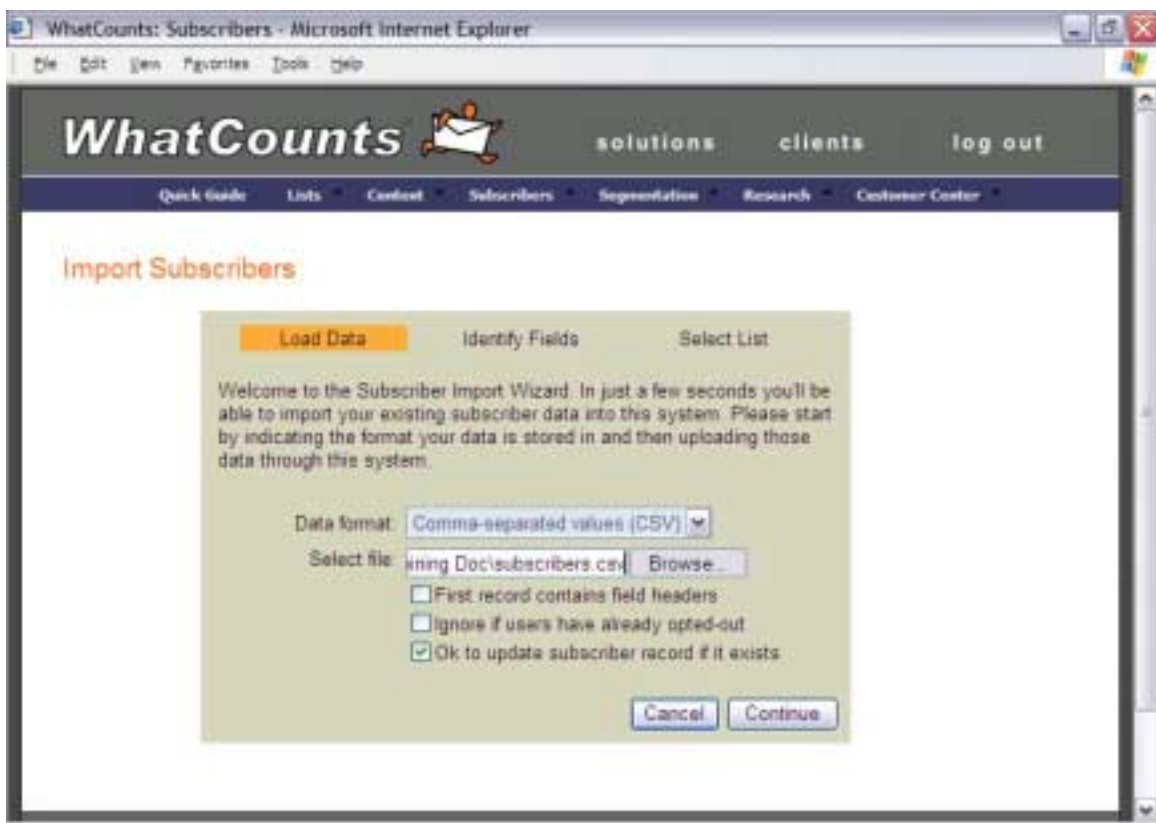 WhatCounts: Subscribers - Microsoft Internet Explorer
File Edit View Favorites Tools Help
WhatCounts solutions clients log out
Quick Guide Lists Content Subscribers Segmentation Research Customer Center
Import Subscribers
Load Data Identify Fields Select List
Welcome to the Subscriber Import Wizard. In just a few seconds you'll be
able to import your existing subscriber data into this system. Please start
by indicating the format your data is stored in and then uploading those
data through this system.
Data format: Comma-separated values (CSV)
Select file: ining Doc\subscribers.csv Browse...
First record contains field headers
Ignore if users have already opted-out
Ok to update subscriber record if it exists
Cancel Continue